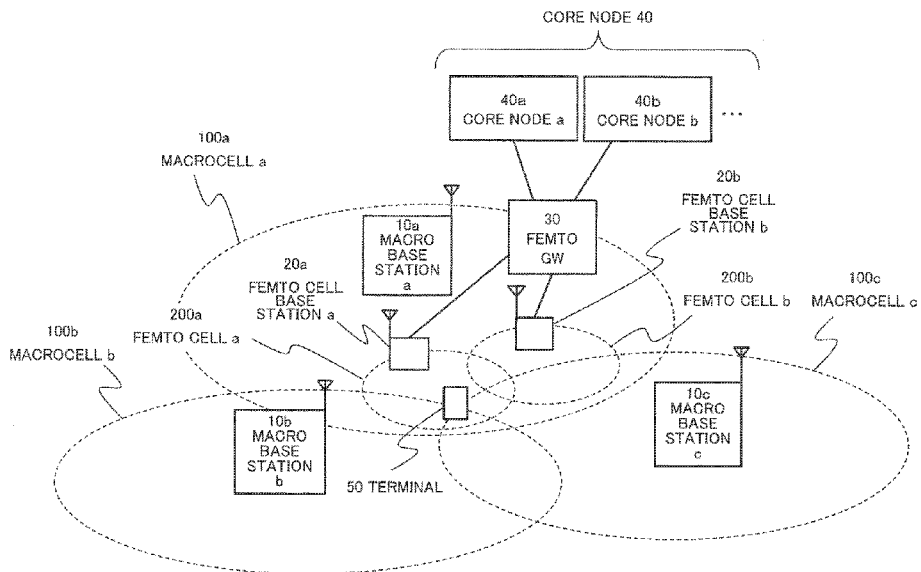 CORE NODE 40
40a
CORE NODE a
40b
CORE NODE b
...
100a
MACROCELL a
20b
FEMTO CELL
BASE
STATION b
10a
MACRO
BASE
STATION
a
30
FEMTO
GW
20a
FEMTO CELL
BASE
STATION a
200b
FEMTO CELL b
100c
MACROCELL c
200a
FEMTO CELL a
100b
MACROCELL b
10b
MACRO
BASE
STATION
b
10c
MACRO
BASE
STATION
c
50 TERMINAL